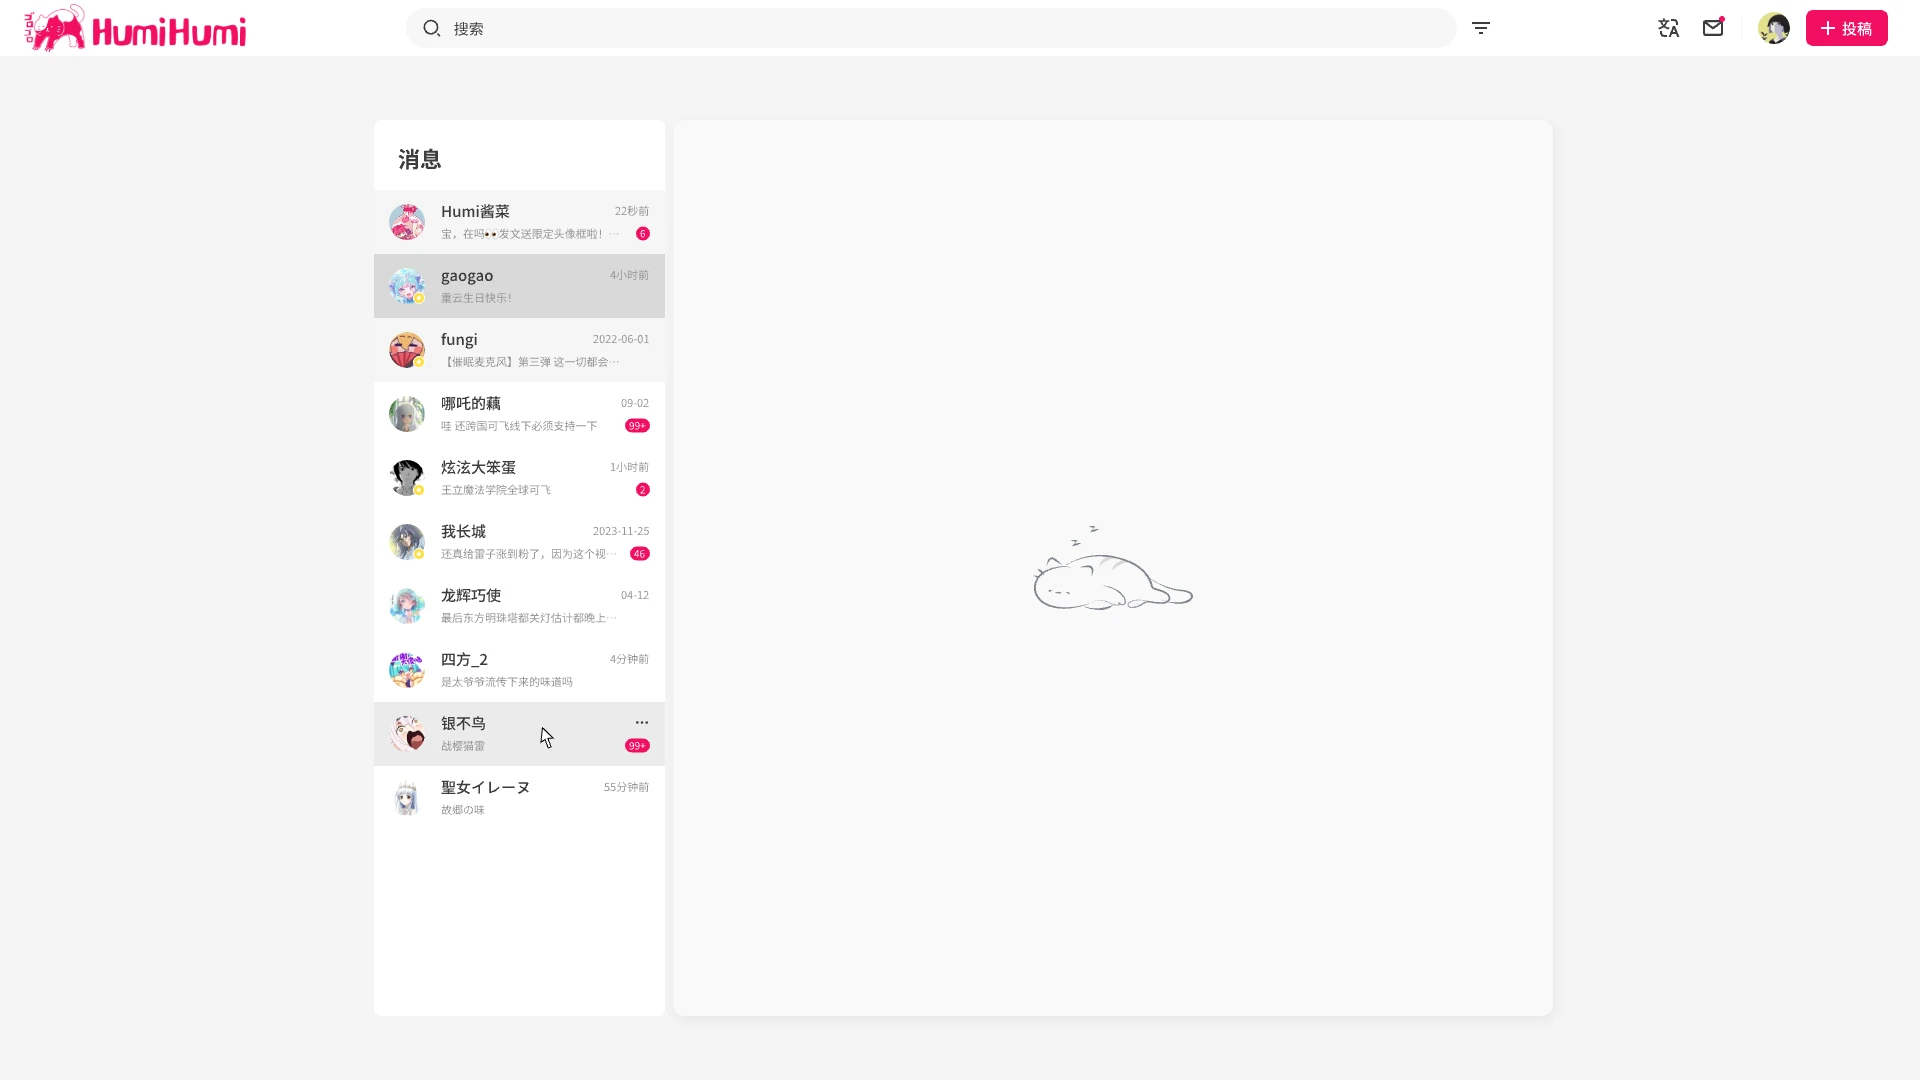 HumiHumi
搜索
投稿
消息
Humi酱菜
22秒前
宝，在吗👀发文送限定头像框啦！…
6
gaogao
4小时前
重云生日快乐！
fungi
2022-06-01
【催眠麦克风】第三弹 这一切都会…
哪吒的藕
09-02
哇 还跨国可飞线下必须支持一下
99+
炫泫大笨蛋
1小时前
王立魔法学院全球可飞
2
我长城
2023-11-25
还真给雷子涨到粉了，因为这个视…
46
龙辉巧使
04-12
最后东方明珠塔都关灯估计都晚上…
四方_2
4分钟前
是太爷爷流传下来的味道吗
银不鸟
…
战樱猫雷
99+
聖女イレーヌ
55分钟前
故郷の味